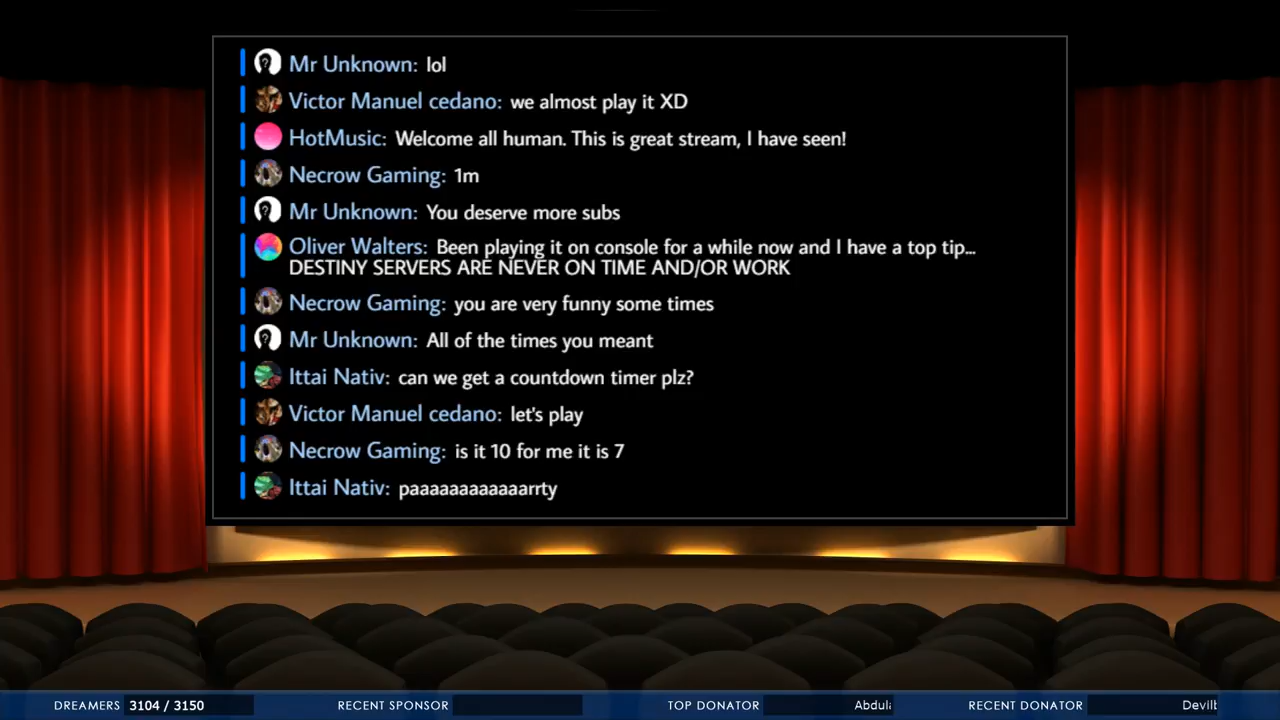 Mr Unknown: lol
Victor Manuel cedano: we almost play it XD
HotMusic: Welcome all human. This is great stream, I have seen!
Necrow Gaming: 1m
Mr Unknown: You deserve more subs
Oliver Walters: Been playing it on console for a while now and I have a top tip...
DESTINY SERVERS ARE NEVER ON TIME AND/OR WORK
Necrow Gaming: you are very funny some times
Mr Unknown: All of the times you meant
Ittai Nativ: can we get a countdown timer plz?
Victor Manuel cedano: let's play
Necrow Gaming: is it 10 for me it is 7
Ittai Nativ: paaaaaaaaaaaarrty
DREAMERS 3104 / 3150 RECENT SPONSOR TOP DONATOR RECENT DONATOR